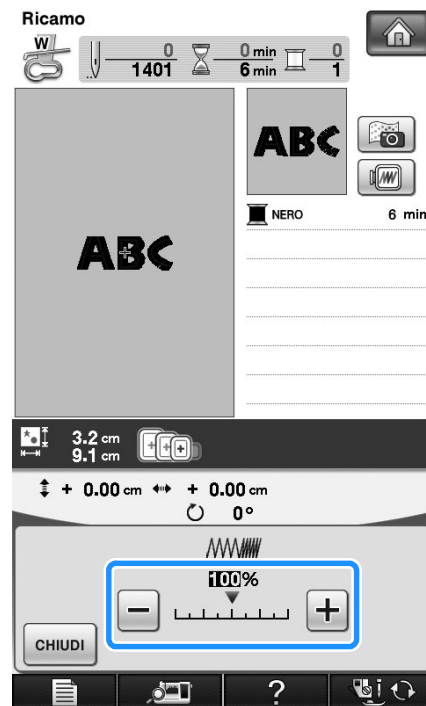 Ricamo
W
0 0 min 0
1401 6 min 1
ABC
NERO 6 min
ABC
3.2 cm
9.1 cm
+ 0.00 cm + 0.00 cm
0°
100%
− +
CHIUDI
?